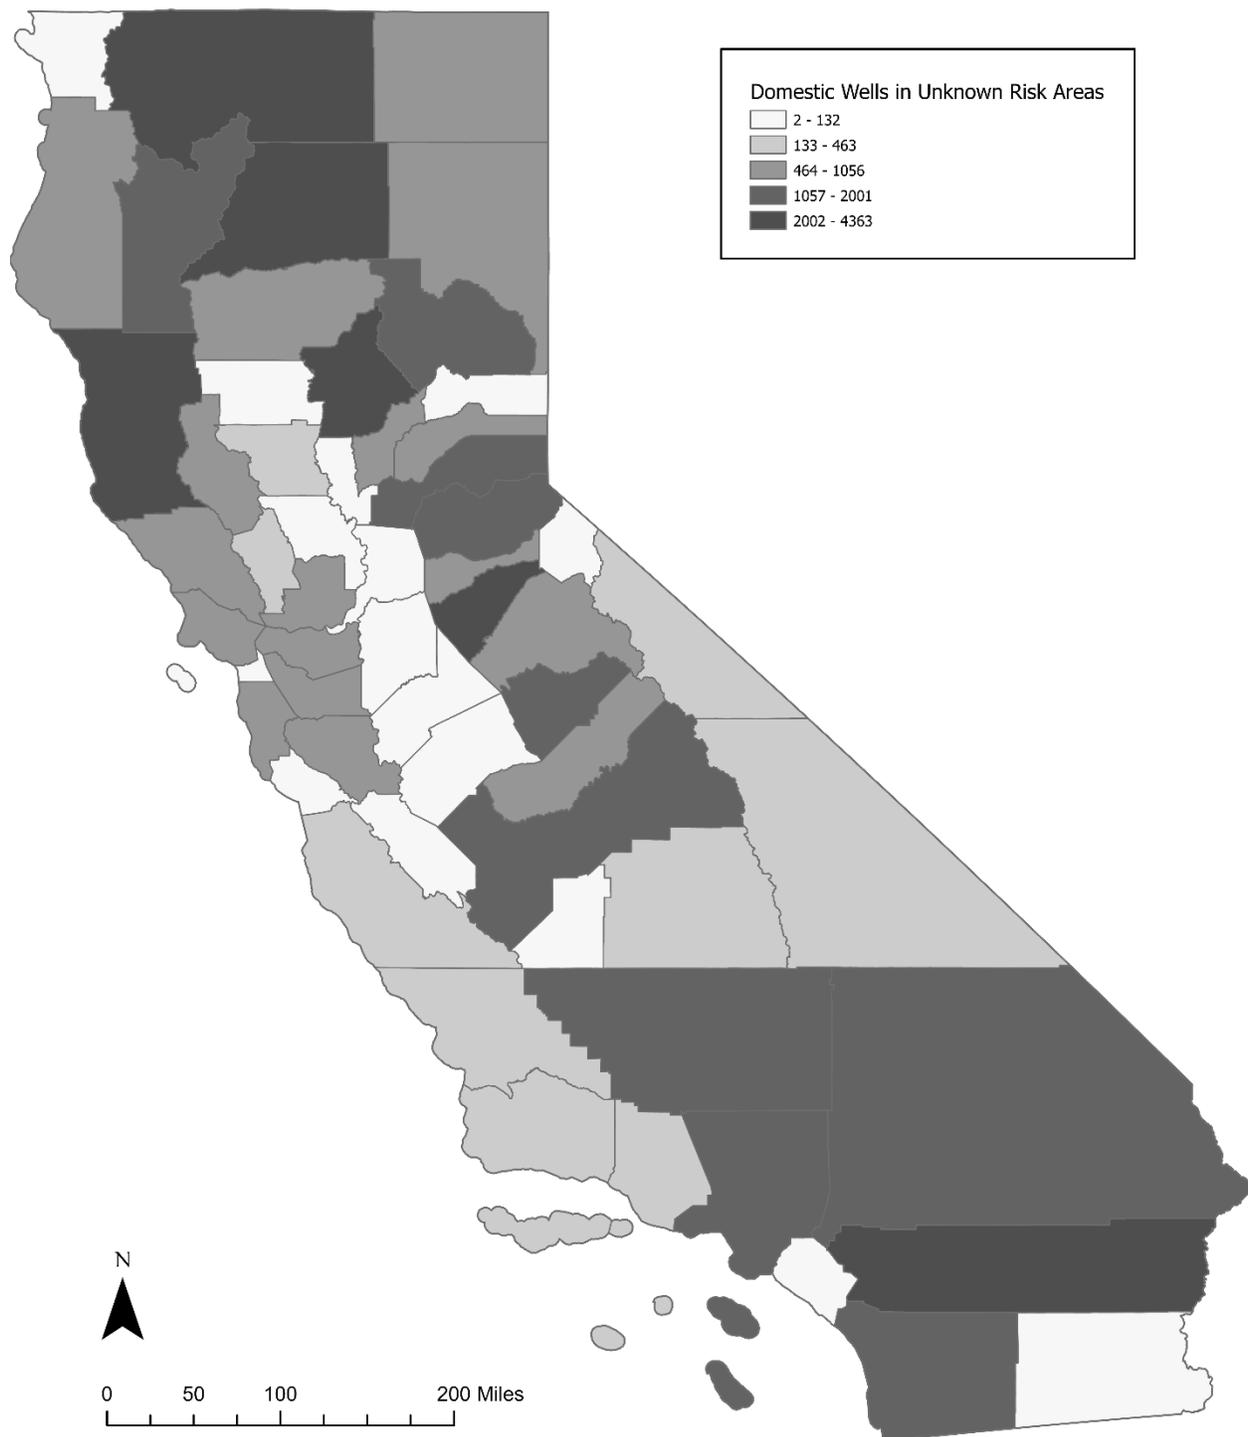 Domestic Wells in Unknown Risk Areas
2 - 132
133 - 463
464 - 1056
1057 - 2001
2002 - 4363
N
0 50 100 200 Miles